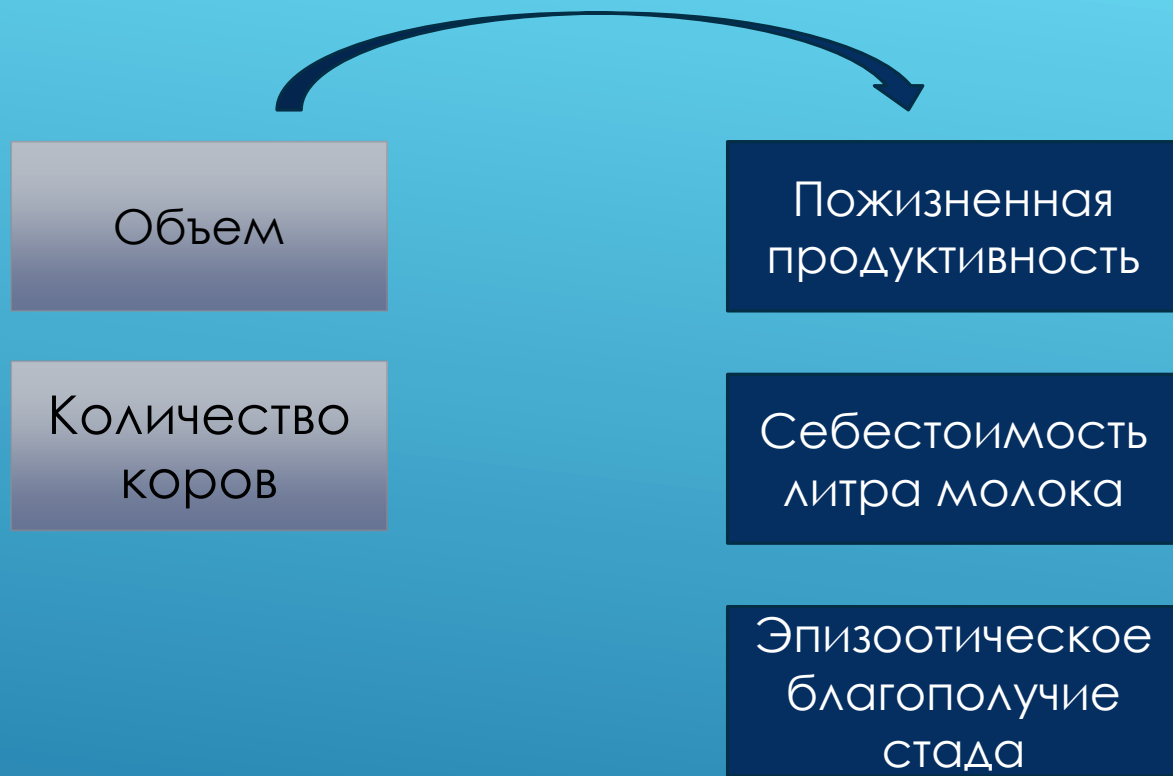 Объем
Количество
коров
Пожизненная
продуктивность
Себестоимость
литра молока
Эпизоотическое
благополучие
стада